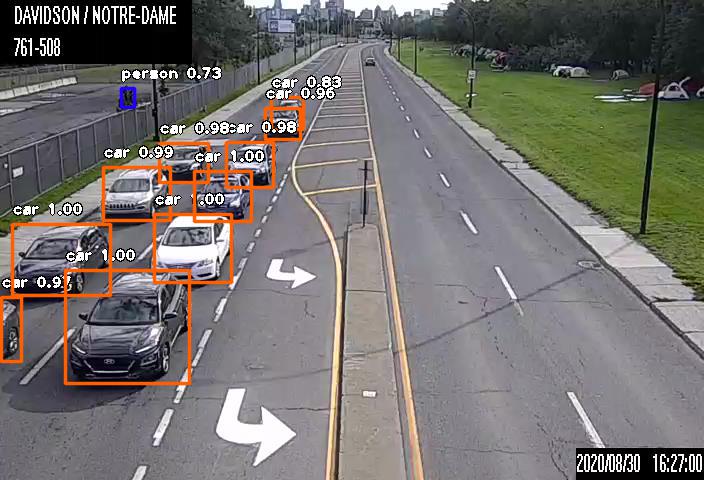 DAVIDSON / NOTRE-DAME
761-508
person 0.73
car 0.83
car 0.96
car 0.98
car 0.98
car 0.99
car 1.00
car 1.00
car 1.00
car 1.00
car 0.97
2020/08/30 16:27:00